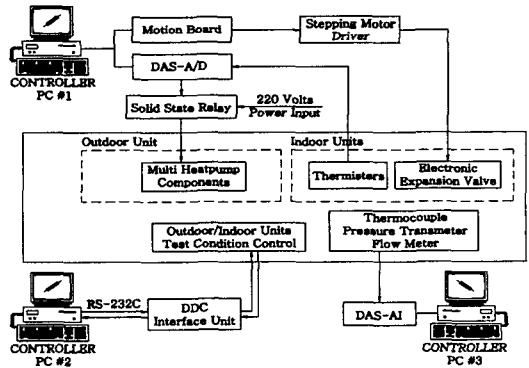 Motion Board
Stepping Motor
Driver
DAS-A/D
CONTROLLER
PC #1
Solid State Relay
220 Volts
Power Input
Outdoor Unit
Indoor Units
Multi Heatpump
Components
Thermisters
Electronic
Expansion Valve
Outdoor/Indoor Units
Test Condition Control
Thermocouple
Pressure Transmeter
Flow Meter
RS-232C
DDC
Interface Unit
DAS-AI
CONTROLLER
PC #2
CONTROLLER
PC #3